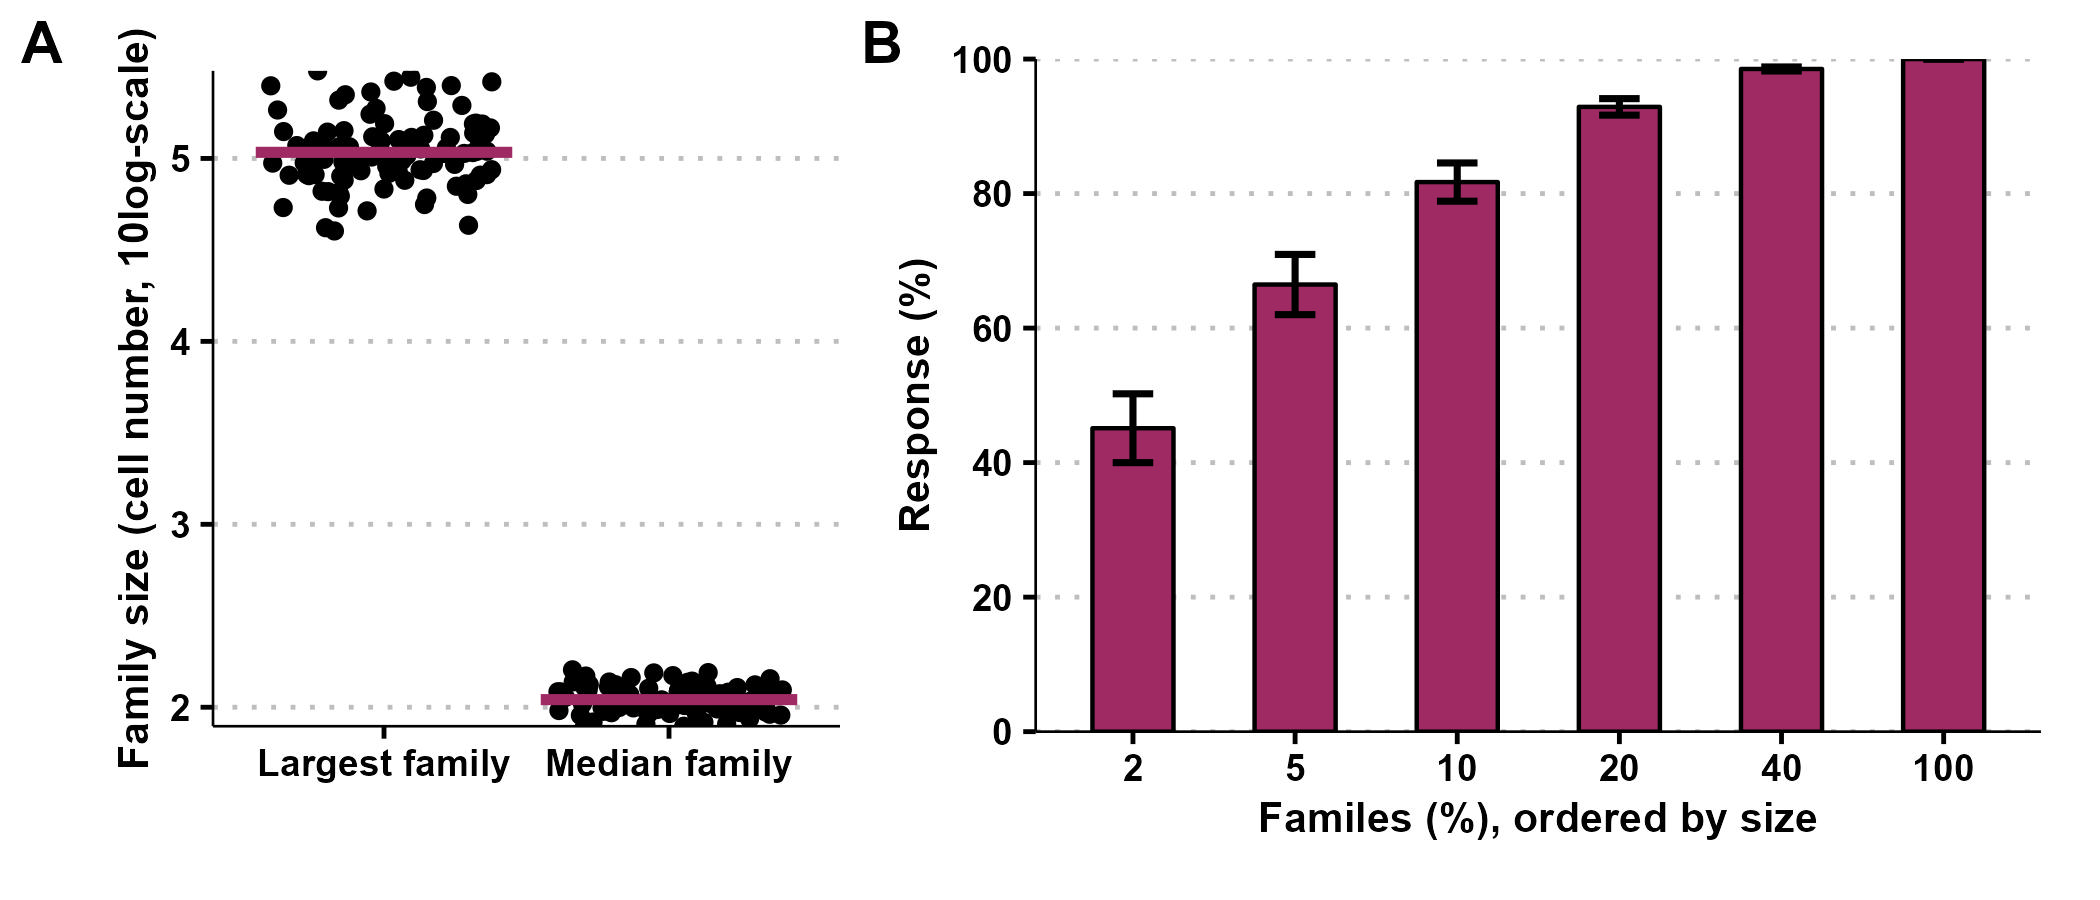 A
Family size (cell number, 10log-scale)
5
4
3
2
Largest family
Median family
B
Response (%)
100
80
60
40
20
0
2
5
10
20
40
100
Familes (%), ordered by size